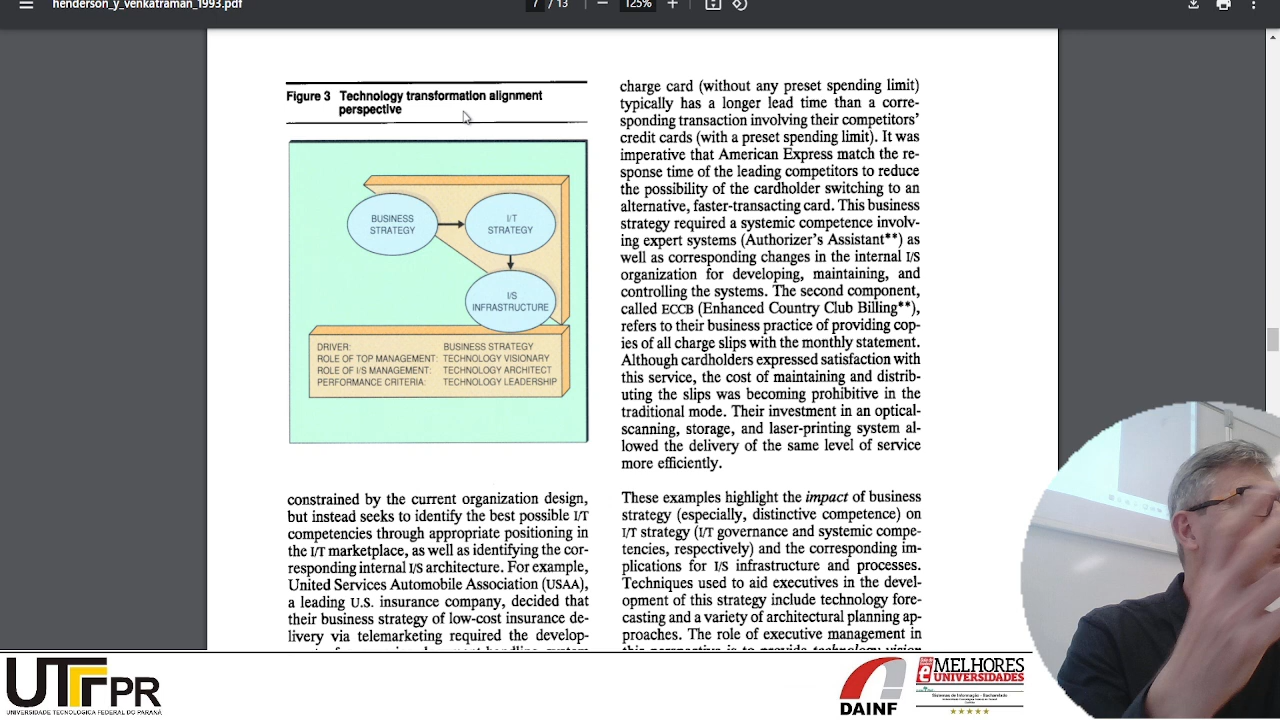 henderson_y_venkatraman_1993.pdf
7 / 13
125%
Figure 3 Technology transformation alignment
perspective
BUSINESS
STRATEGY
I/T
STRATEGY
I/S
INFRASTRUCTURE
DRIVER: BUSINESS STRATEGY
ROLE OF TOP MANAGEMENT: TECHNOLOGY VISIONARY
ROLE OF I/S MANAGEMENT: TECHNOLOGY ARCHITECT
PERFORMANCE CRITERIA: TECHNOLOGY LEADERSHIP
constrained by the current organization design,
but instead seeks to identify the best possible I/T
competencies through appropriate positioning in
the I/T marketplace, as well as identifying the cor-
responding internal I/S architecture. For example,
United Services Automobile Association (USAA),
a leading U.S. insurance company, decided that
their business strategy of low-cost insurance de-
livery via telemarketing required the develop-
charge card (without any preset spending limit)
typically has a longer lead time than a corre-
sponding transaction involving their competitors'
credit cards (with a preset spending limit). It was
imperative that American Express match the re-
sponse time of the leading competitors to reduce
the possibility of the cardholder switching to an
alternative, faster-transacting card. This business
strategy required a systemic competence involv-
ing expert systems (Authorizer's Assistant**) as
well as corresponding changes in the internal I/S
organization for developing, maintaining, and
controlling the systems. The second component,
called ECCB (Enhanced Country Club Billing**),
refers to their business practice of providing cop-
ies of all charge slips with the monthly statement.
Although cardholders expressed satisfaction with
this service, the cost of maintaining and distrib-
uting the slips was becoming prohibitive in the
traditional mode. Their investment in an optical-
scanning, storage, and laser-printing system al-
lowed the delivery of the same level of service
more efficiently.
These examples highlight the impact of business
strategy (especially, distinctive competence) on
I/T strategy (I/T governance and systemic compe-
tencies, respectively) and the corresponding im-
plications for I/S infrastructure and processes.
Techniques used to aid executives in the devel-
opment of this strategy include technology fore-
casting and a variety of architectural planning ap-
proaches. The role of executive management in
this perspective is to provide technology vision
UTFPR
UNIVERSIDADE TECNOLÓGICA FEDERAL DO PARANÁ
DAINF
MELHORES
UNIVERSIDADES
Sistemas de Informação - Bacharelado